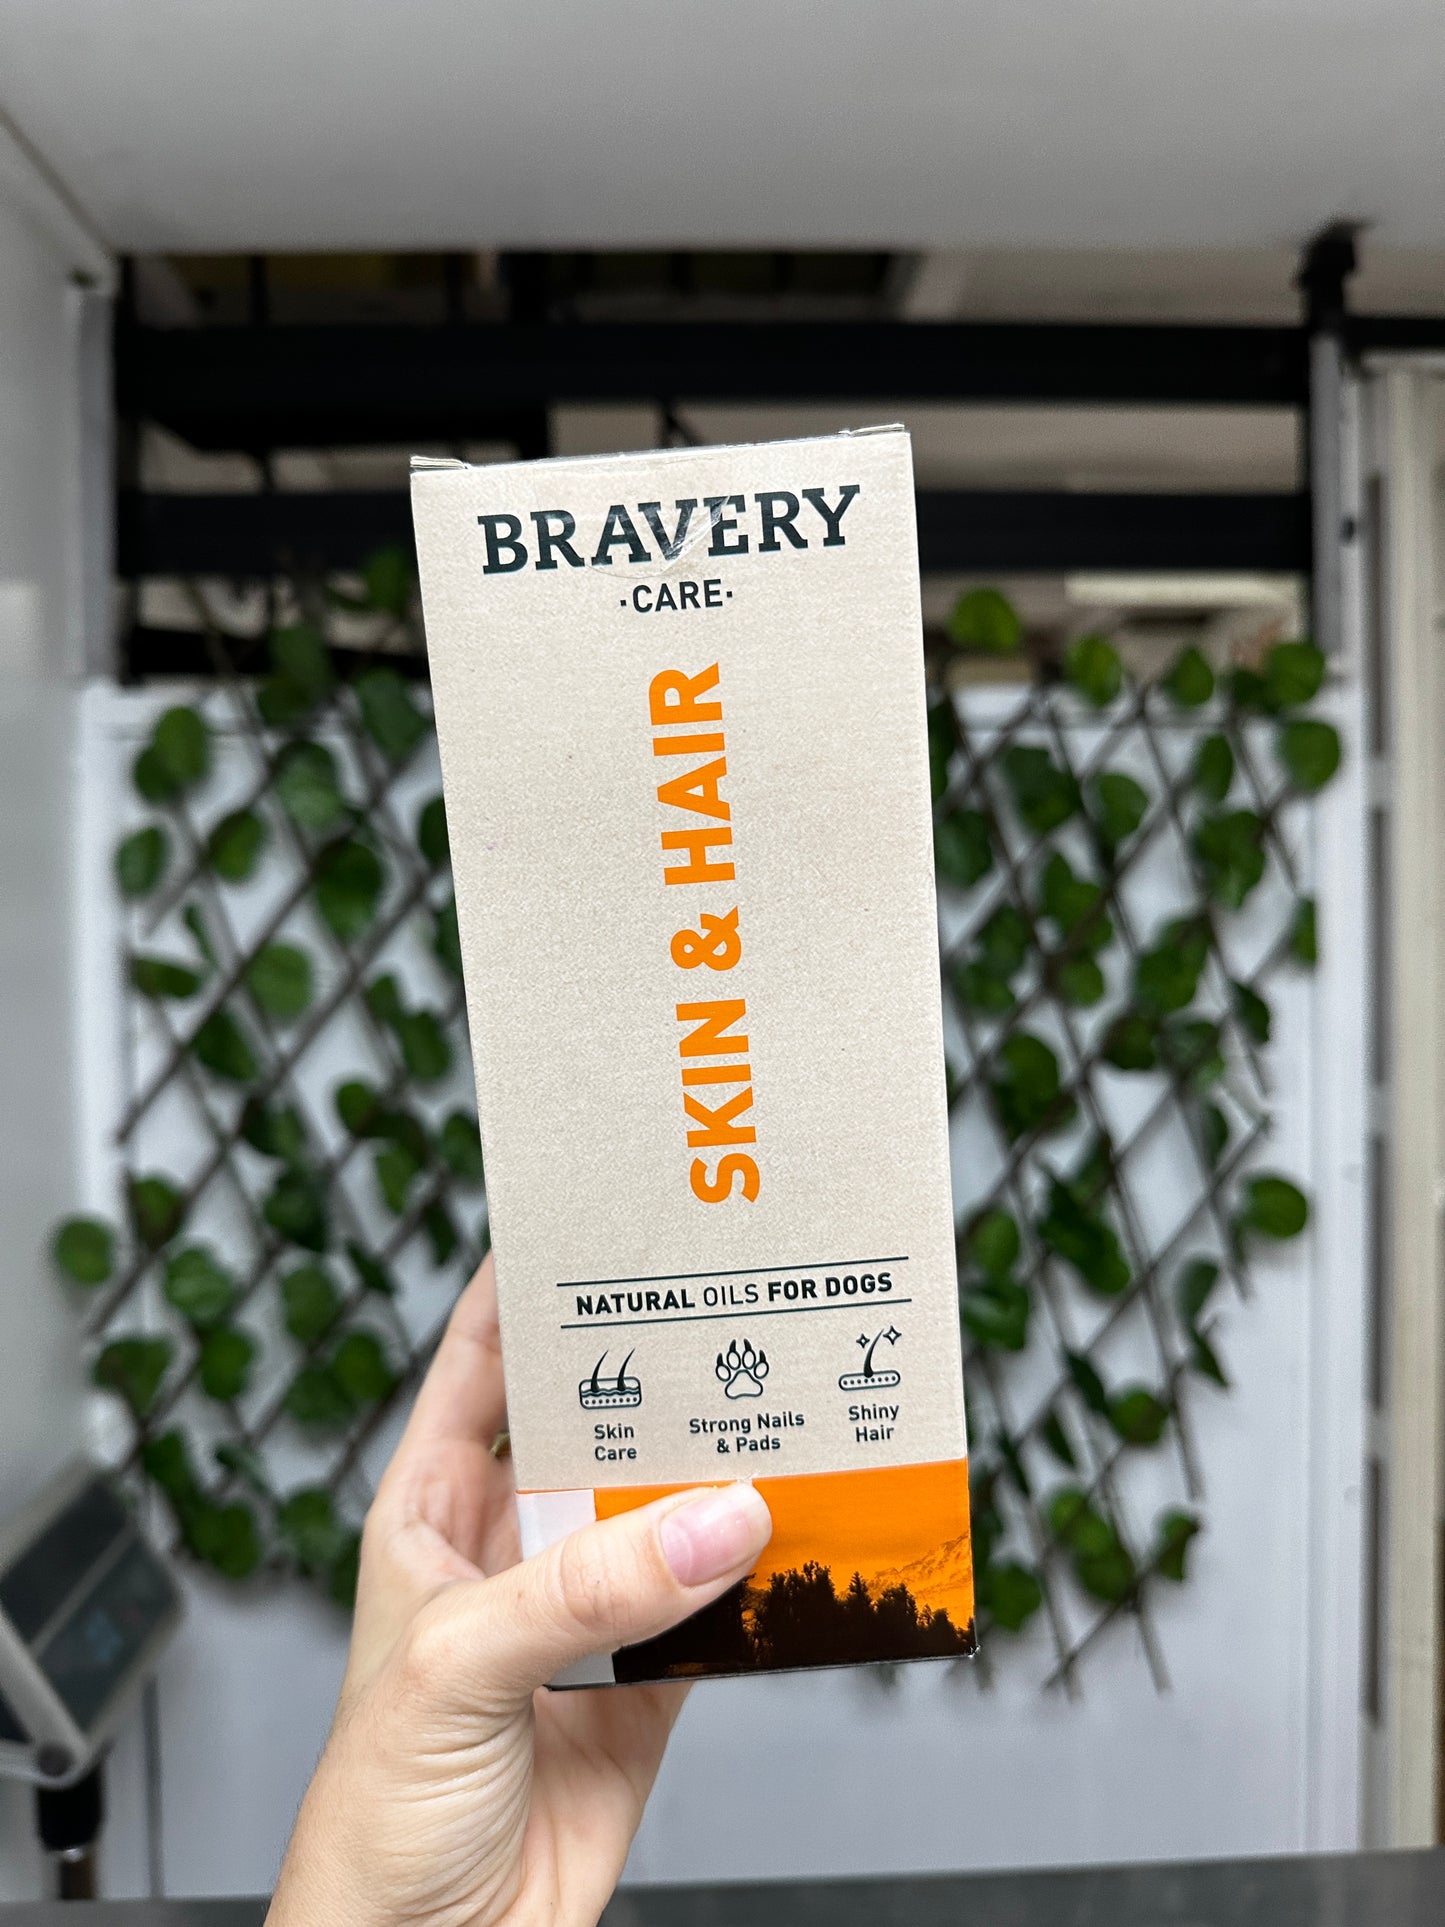 BRAVERY
·CARE·
SKIN & HAIR
NATURAL OILS FOR DOGS
Skin
Care
Strong Nails
& Pads
Shiny
Hair